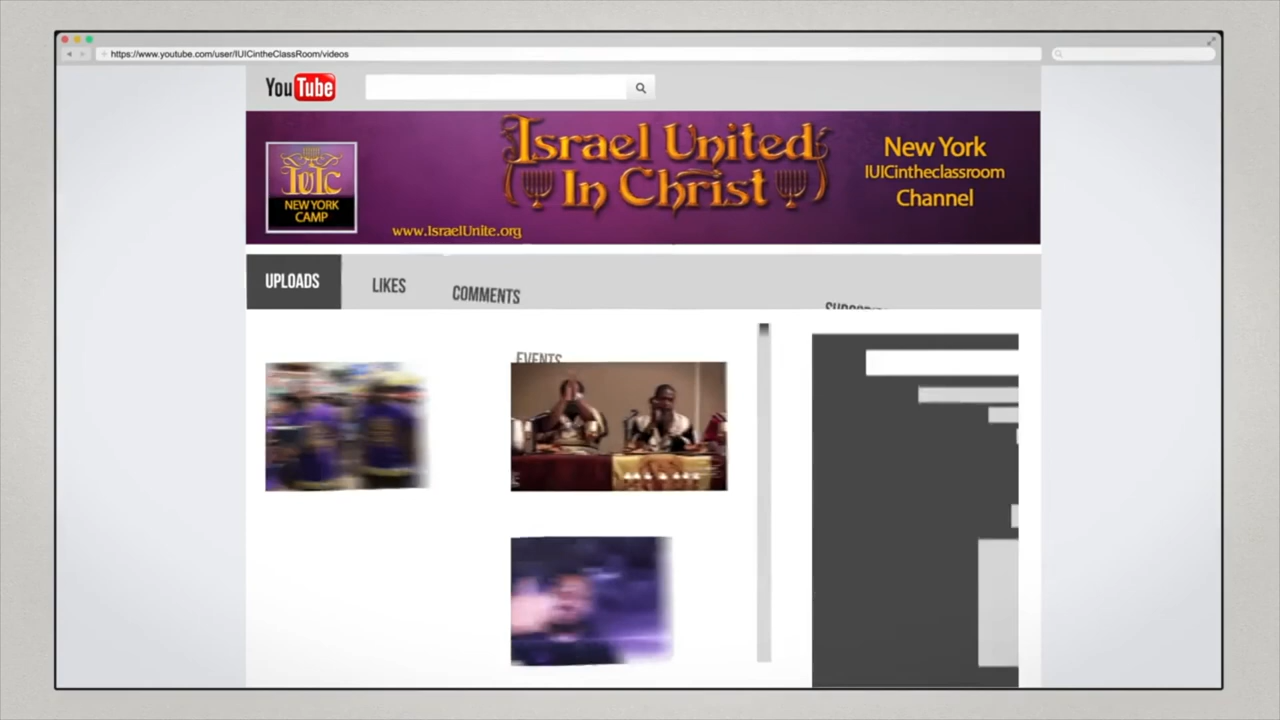 https://www.youtube.com/user/IUICintheClassRoom/videos
YouTube
Israel United
In Christ
New York
IUICintheclassroom
Channel
IUIC
NEW YORK
CAMP
www.IsraelUnite.org
UPLOADS
LIKES
COMMENTS
EVENTS